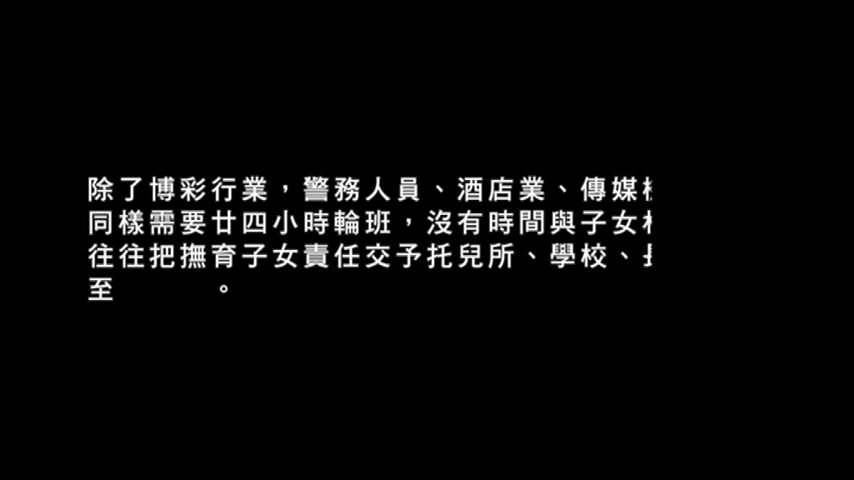 除了博彩行業，警務人員、酒店業、傳媒
同樣需要廿四小時輪班，沒有時間與子女
往往把撫育子女責任交予托兒所、學校、
至　　　。